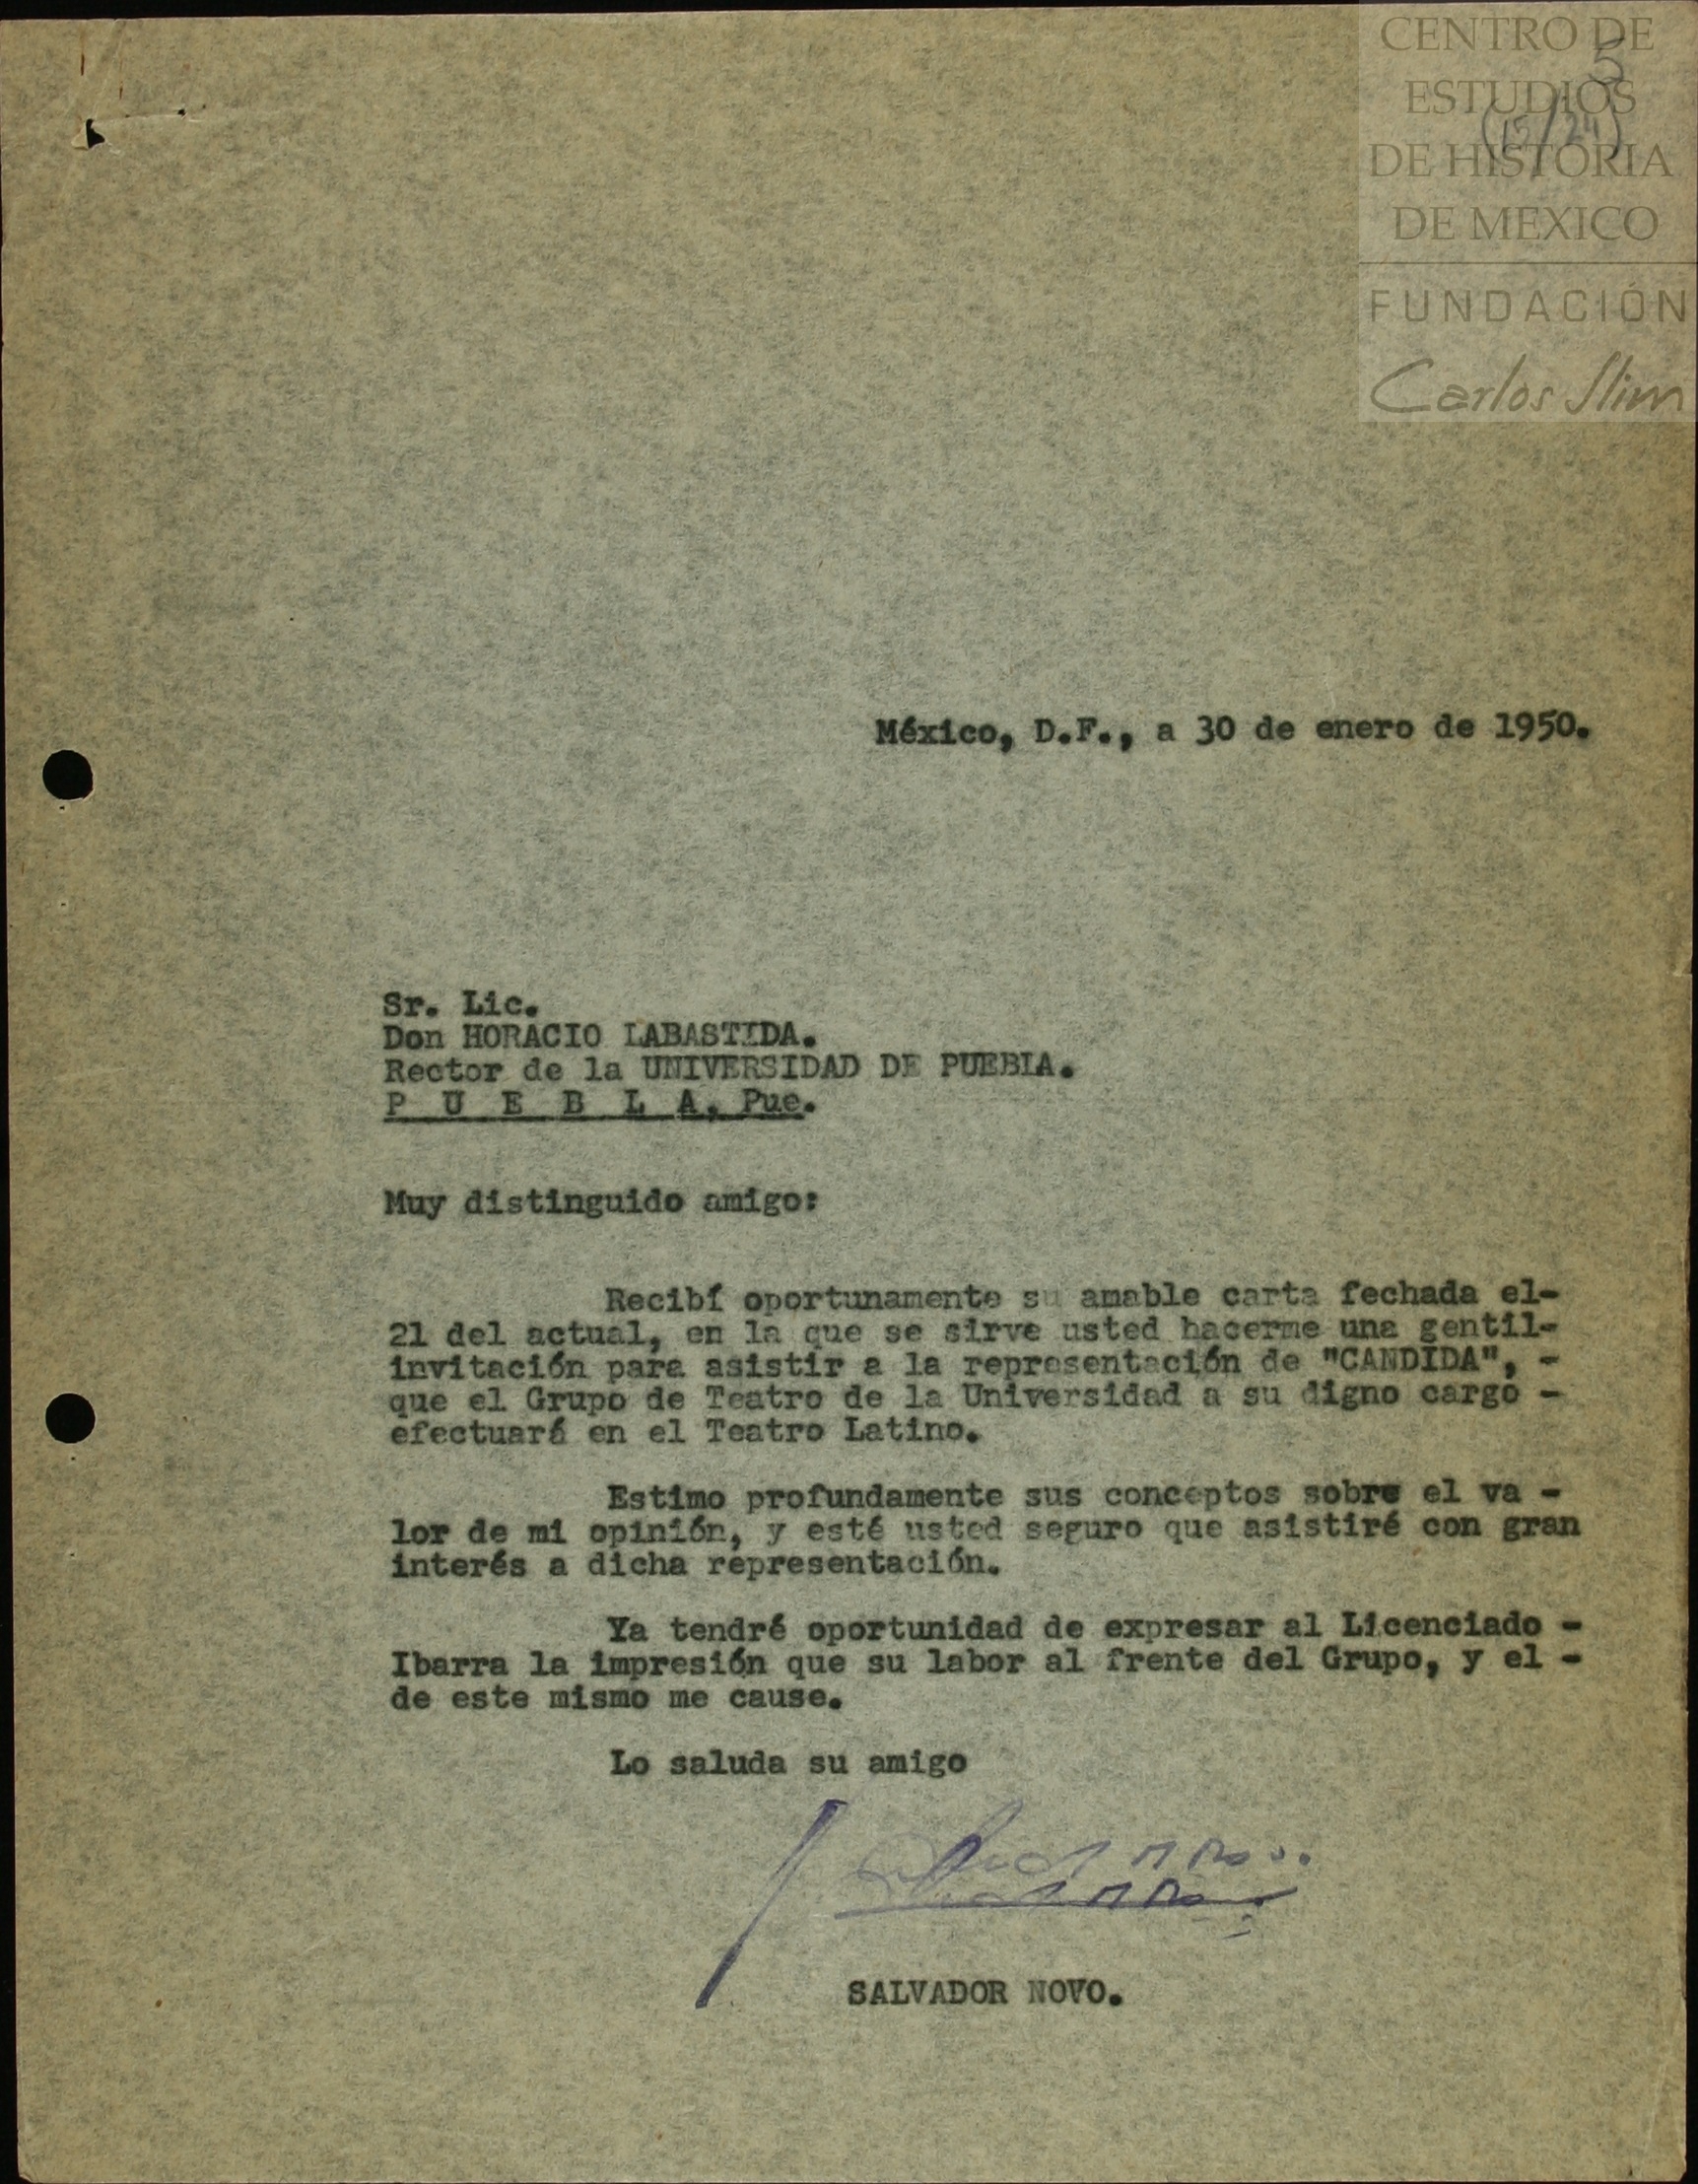 CENTRO DE
ESTUDIOS
DE HISTORIA
DE MEXICO
FUNDACIÓN
Carlos Slim
5
(15/24)
México, D.F., a 30 de enero de 1950.
Sr. Lic.
Don HORACIO LABASTIDA.
Rector de la UNIVERSIDAD DE PUEBLA.
P U E B L A, Pue.
Muy distinguido amigo:
Recibí oportunamente su amable carta fechada el-
21 del actual, en la que se sirve usted hacerme una gentil-
invitación para asistir a la representación de "CANDIDA", -
que el Grupo de Teatro de la Universidad a su digno cargo -
efectuará en el Teatro Latino.
Estimo profundamente sus conceptos sobre el va -
lor de mi opinión, y esté usted seguro que asistiré con gran
interés a dicha representación.
Ya tendré oportunidad de expresar al Licenciado -
Ibarra la impresión que su labor al frente del Grupo, y el -
de este mismo me cause.
Lo saluda su amigo
SALVADOR NOVO.